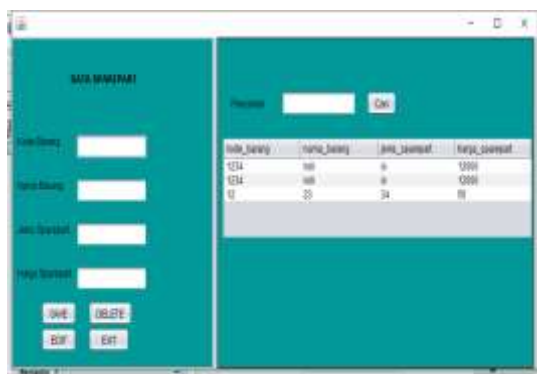 DATA SPAREPART
Kode Barang
Nama Barang
Jenis Sparepart
Harga Sparepart
SAVE DELETE
EDIT EXIT
Pencarian Cari
kode_barang nama_barang jenis_sparepart harga_sparepart
1234 12000
1234 12000
12 23 34